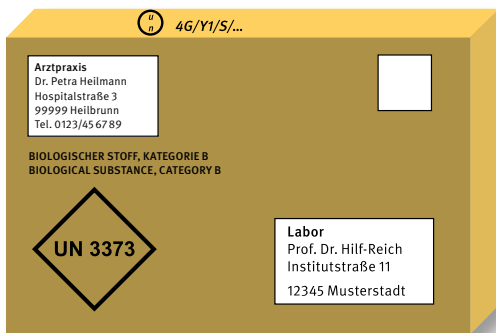 un 4G/Y1/S/...
Arztpraxis
Dr. Petra Heilmann
Hospitalstraße 3
99999 Heilbrunn
Tel. 0123/45 67 89
BIOLOGISCHER STOFF, KATEGORIE B
BIOLOGICAL SUBSTANCE, CATEGORY B
UN 3373
Labor
Prof. Dr. Hilf-Reich
Institutstraße 11
12345 Musterstadt